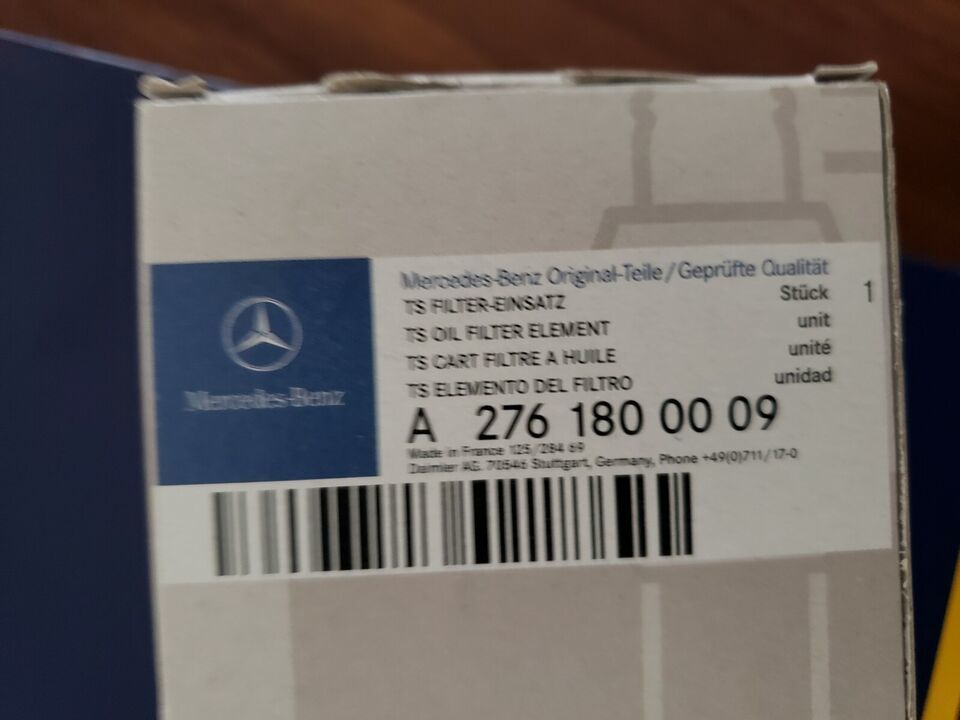 Mercedes-Benz
Mercedes-Benz Original-Teile/Geprüfte Qualität
TS FILTER-EINSATZ Stück 1
TS OIL FILTER ELEMENT unit
TS CART FILTRE A HUILE unité
TS ELEMENTO DEL FILTRO unidad
A 276 180 00 09
Made in France 125/284 69
Daimler AG. 70546 Stuttgart, Germany, Phone +49(0)711/17-0